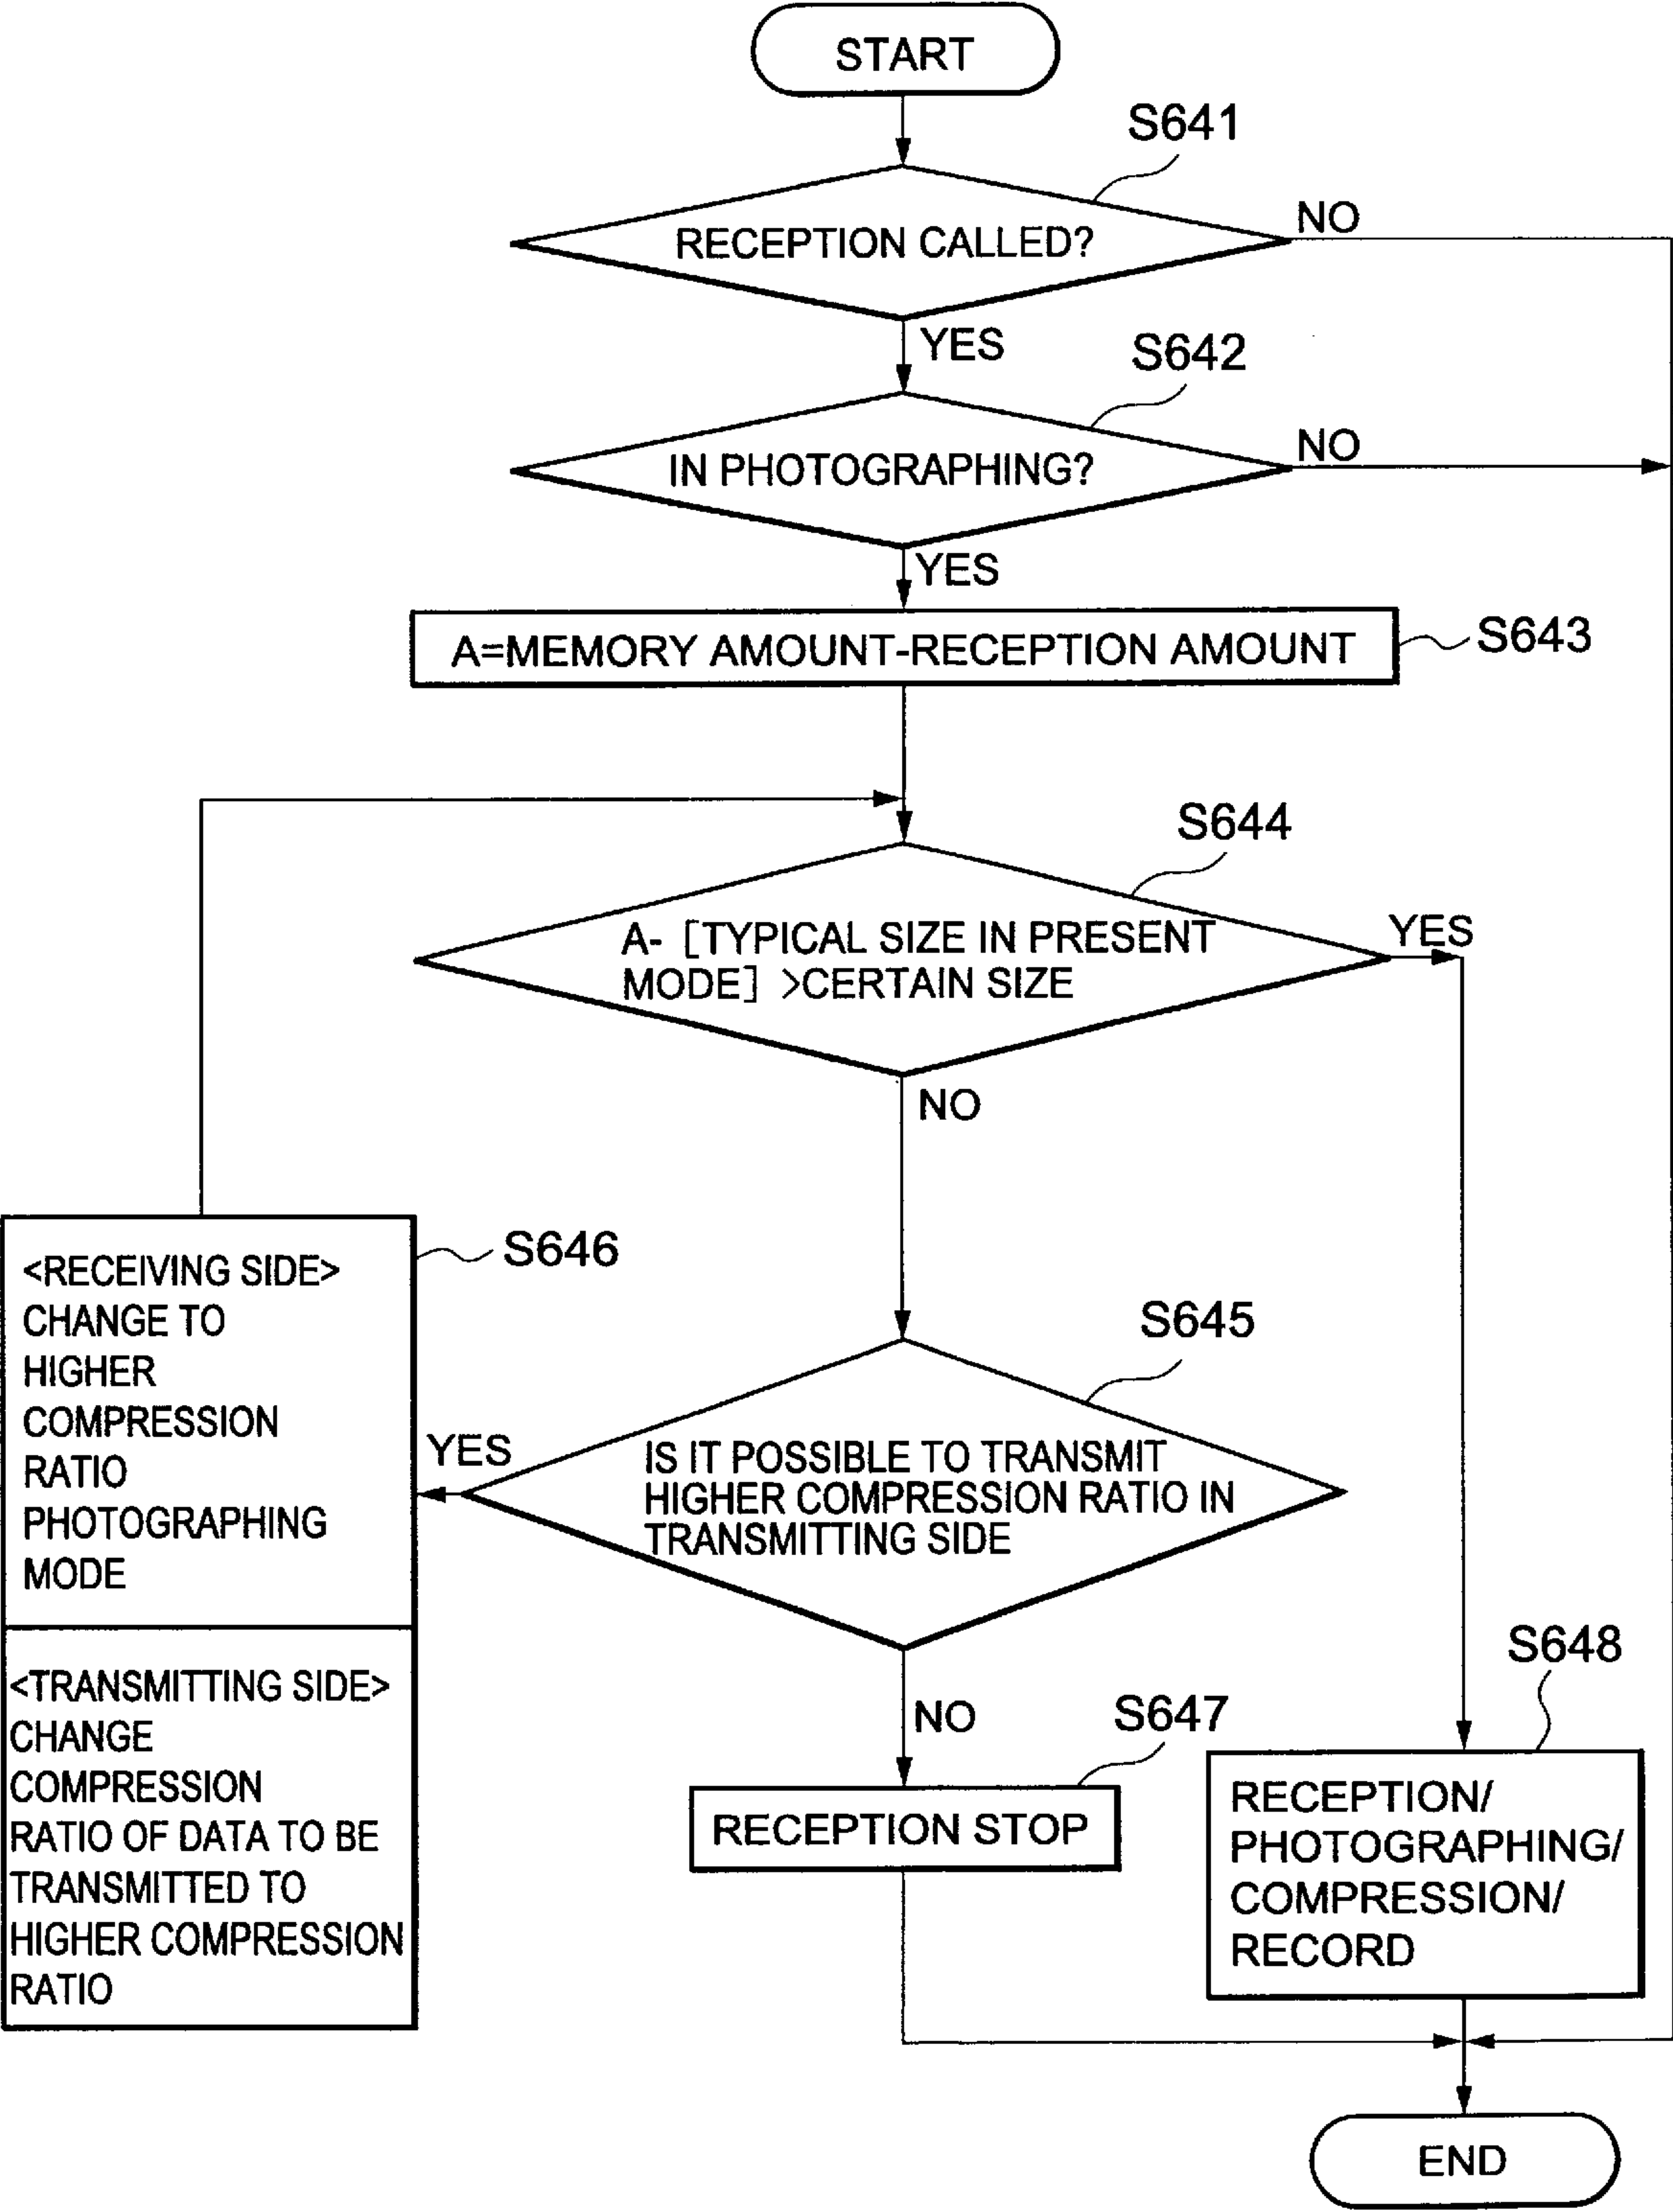 START
S641
RECEPTION CALLED?
NO
YES
S642
IN PHOTOGRAPHING?
NO
YES
A=MEMORY AMOUNT-RECEPTION AMOUNT
S643
S644
A- [TYPICAL SIZE IN PRESENT
MODE] >CERTAIN SIZE
YES
NO
<RECEIVING SIDE>
CHANGE TO
HIGHER
COMPRESSION
RATIO
PHOTOGRAPHING
MODE
S646
S645
YES
IS IT POSSIBLE TO TRANSMIT
HIGHER COMPRESSION RATIO IN
TRANSMITTING SIDE
<TRANSMITTING SIDE>
CHANGE
COMPRESSION
RATIO OF DATA TO BE
TRANSMITTED TO
HIGHER COMPRESSION
RATIO
NO
S647
RECEPTION STOP
S648
RECEPTION/
PHOTOGRAPHING/
COMPRESSION/
RECORD
END